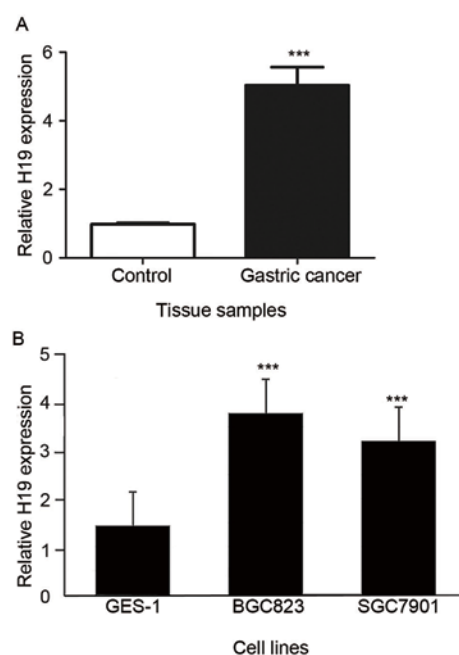 A
Relative H19 expression
6
4
2
0
***
Control Gastric cancer
Tissue samples
B
Relative H19 expression
5
4
3
2
1
0
***
***
GES-1 BGC823 SGC7901
Cell lines